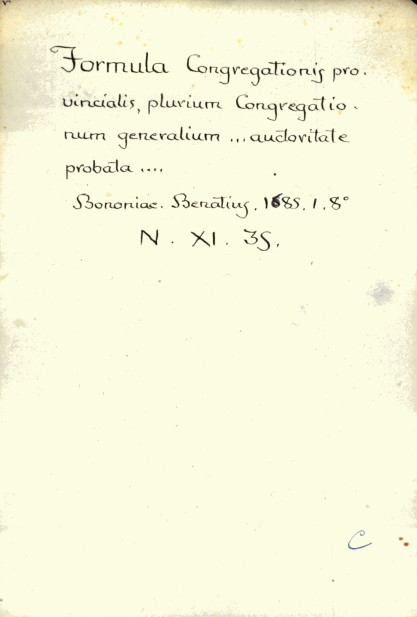 Formula Congregationis pro.
vincialis, plurium Congregatio.
num generalium ... auctoritate
probata ....
Bononiae. Benatius. 1685. 1. 8°
N. XI. 35.
C